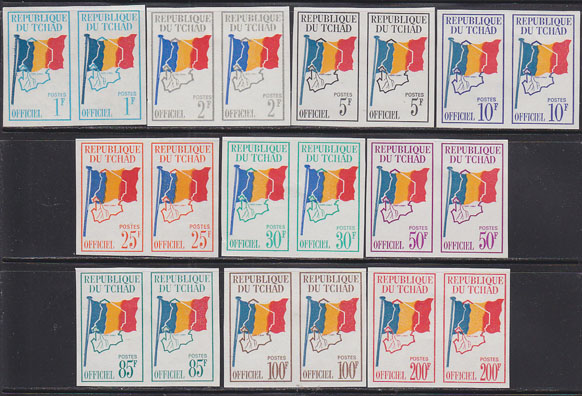 REPUBLIQUE DU TCHAD
POSTES
1F
OFFICIEL
REPUBLIQUE DU TCHAD
POSTES
1F
OFFICIEL
REPUBLIQUE DU TCHAD
POSTES
2F
OFFICIEL
REPUBLIQUE DU TCHAD
POSTES
2F
OFFICIEL
REPUBLIQUE DU TCHAD
POSTES
5F
OFFICIEL
REPUBLIQUE DU TCHAD
POSTES
5F
OFFICIEL
REPUBLIQUE DU TCHAD
POSTES
10F
OFFICIEL
REPUBLIQUE DU TCHAD
POSTES
10F
OFFICIEL
REPUBLIQUE
DU TCHAD
POSTES
25F
OFFICIEL
REPUBLIQUE
DU TCHAD
POSTES
25F
OFFICIEL
REPUBLIQUE
DU TCHAD
POSTES
30F
OFFICIEL
REPUBLIQUE
DU TCHAD
POSTES
30F
OFFICIEL
REPUBLIQUE
DU TCHAD
POSTES
50F
OFFICIEL
REPUBLIQUE
DU TCHAD
POSTES
50F
OFFICIEL
REPUBLIQUE
DU TCHAD
POSTES
85F
OFFICIEL
REPUBLIQUE
DU TCHAD
POSTES
85F
OFFICIEL
REPUBLIQUE
DU TCHAD
POSTES
100F
OFFICIEL
REPUBLIQUE
DU TCHAD
POSTES
100F
OFFICIEL
REPUBLIQUE
DU TCHAD
POSTES
200F
OFFICIEL
REPUBLIQUE
DU TCHAD
POSTES
200F
OFFICIEL